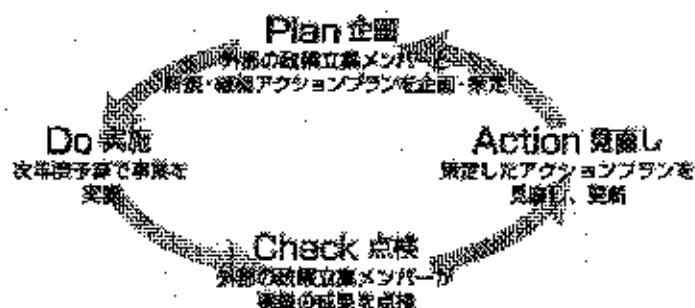 Plan 企画
外部の政策立案メンバーと
財源・組織アクションプランを企画・策定
Do 実施
次年度予算で事業を
実施
Action 見直し
策定したアクションプランを
見直し、更新
Check 点検
外部の政策立案メンバーが
事業の成果を点検